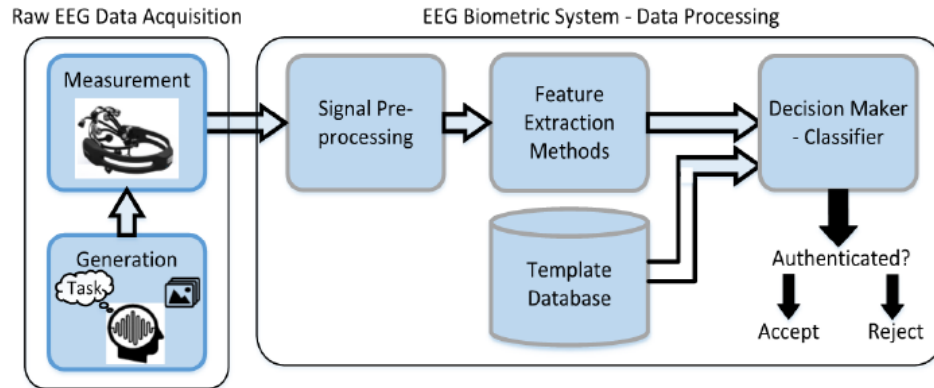 Raw EEG Data Acquisition
EEG Biometric System - Data Processing
Measurement
Generation
Task
Signal Pre-
processing
Feature
Extraction
Methods
Template
Database
Decision Maker
- Classifier
Authenticated?
Accept
Reject